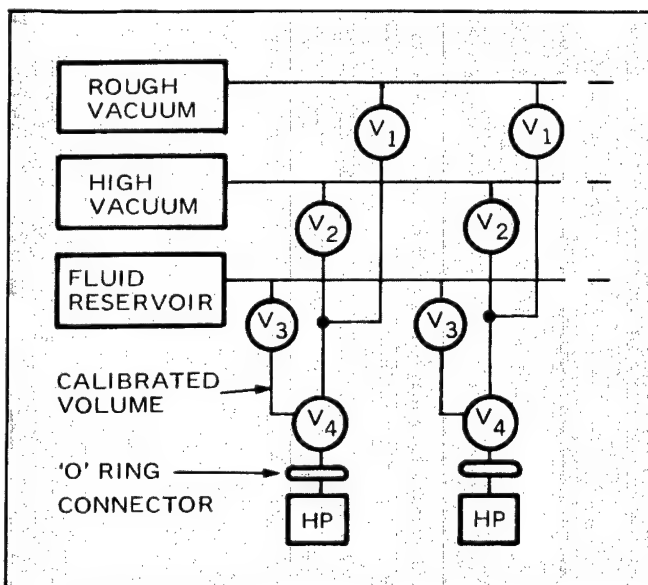 ROUGH
VACUUM
V1
V1
HIGH
VACUUM
V2
V2
FLUID
RESERVOIR
V3
V3
CALIBRATED
VOLUME
V4
V4
'O' RING
CONNECTOR
HP
HP